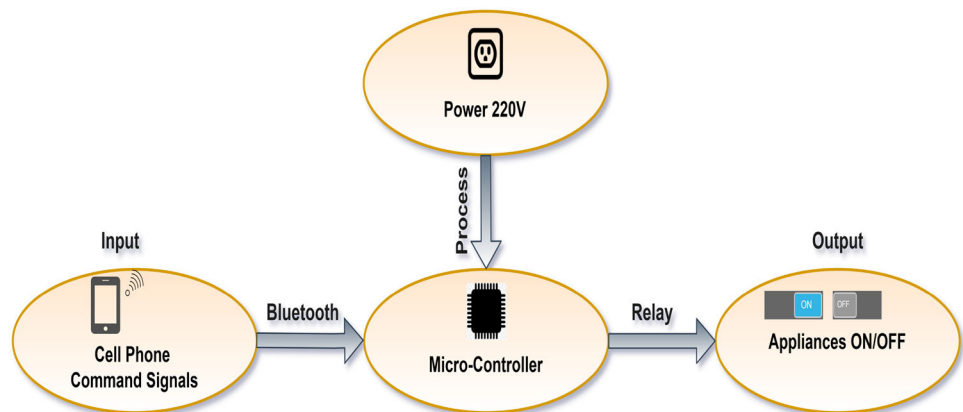 Power 220V
Process
Input
Output
Bluetooth
Relay
ON
OFF
Cell Phone
Command Signals
Micro-Controller
Appliances ON/OFF